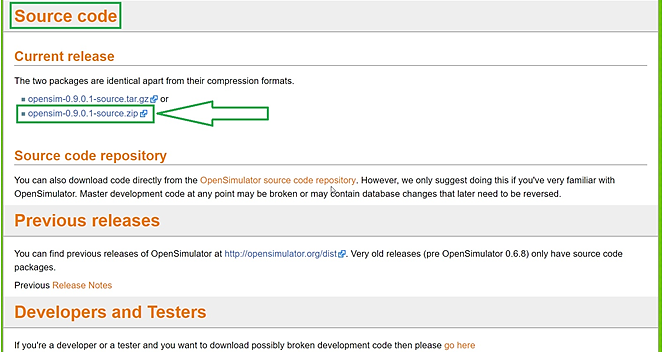 Source code
Current release
The two packages are identical apart from their compression formats.
opensim-0.9.0.1-source.tar.gz or
opensim-0.9.0.1-source.zip
Source code repository
You can also download code directly from the OpenSimulator source code repository. However, we only suggest doing this if you've very familiar with
OpenSimulator. Master development code at any point may be broken or may contain database changes that later need to be reversed.
Previous releases
You can find previous releases of OpenSimulator at http://opensimulator.org/dist. Very old releases (pre OpenSimulator 0.6.8) only have source code
packages.
Previous Release Notes
Developers and Testers
If you're a developer or a tester and you want to download possibly broken development code then please go here